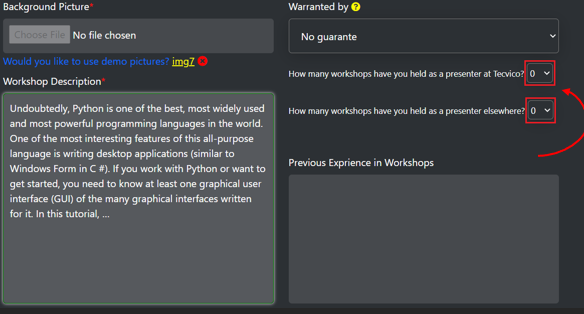 Background Picture*
Choose File No file chosen
Would you like to use demo pictures? img7
Workshop Description*
Undoubtedly, Python is one of the best, most widely used
and most powerful programming languages in the world.
One of the most interesting features of this all-purpose
language is writing desktop applications (similar to
Windows Form in C #). If you work with Python or want to
get started, you need to know at least one graphical user
interface (GUI) of the many graphical interfaces written
for it. In this tutorial, ...
Warranted by ?
No guarante
How many workshops have you held as a presenter at Tecvico? 0
How many workshops have you held as a presenter elsewhere? 0
Previous Exprience in Workshops